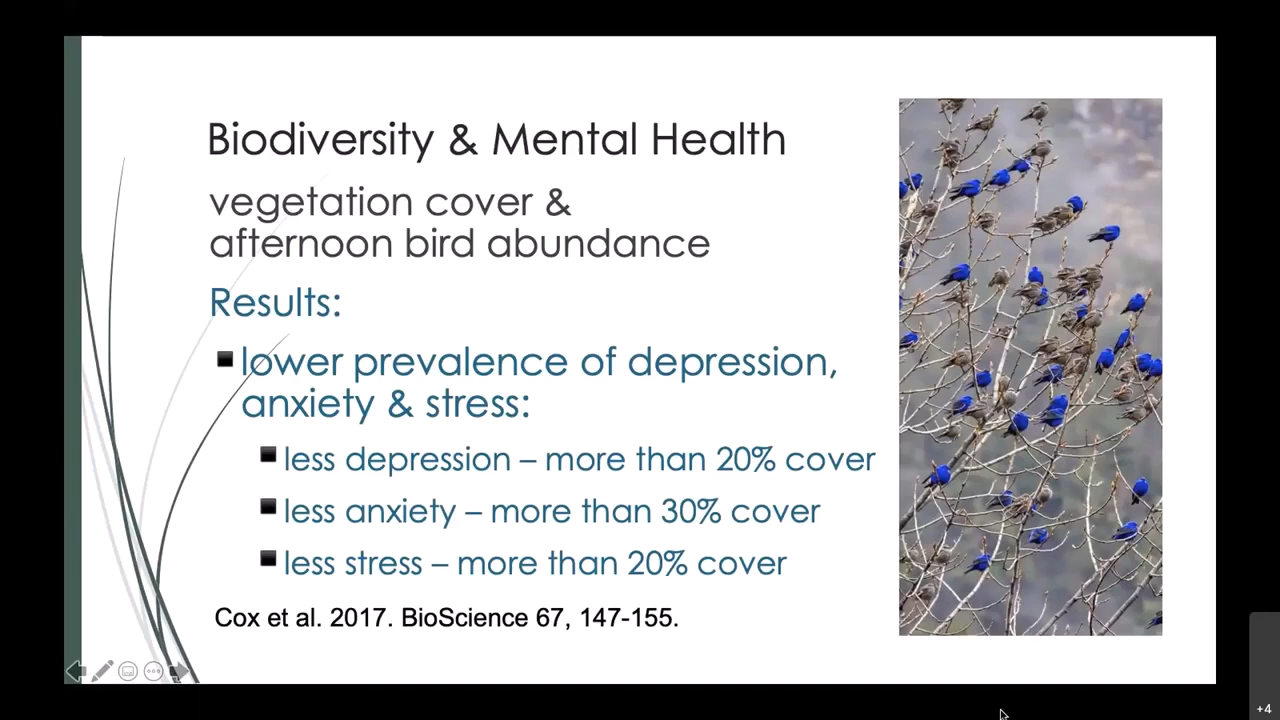 Biodiversity & Mental Health
vegetation cover &
afternoon bird abundance
Results:
lower prevalence of depression,
anxiety & stress:
less depression – more than 20% cover
less anxiety – more than 30% cover
less stress – more than 20% cover
Cox et al. 2017. BioScience 67, 147-155.
+4